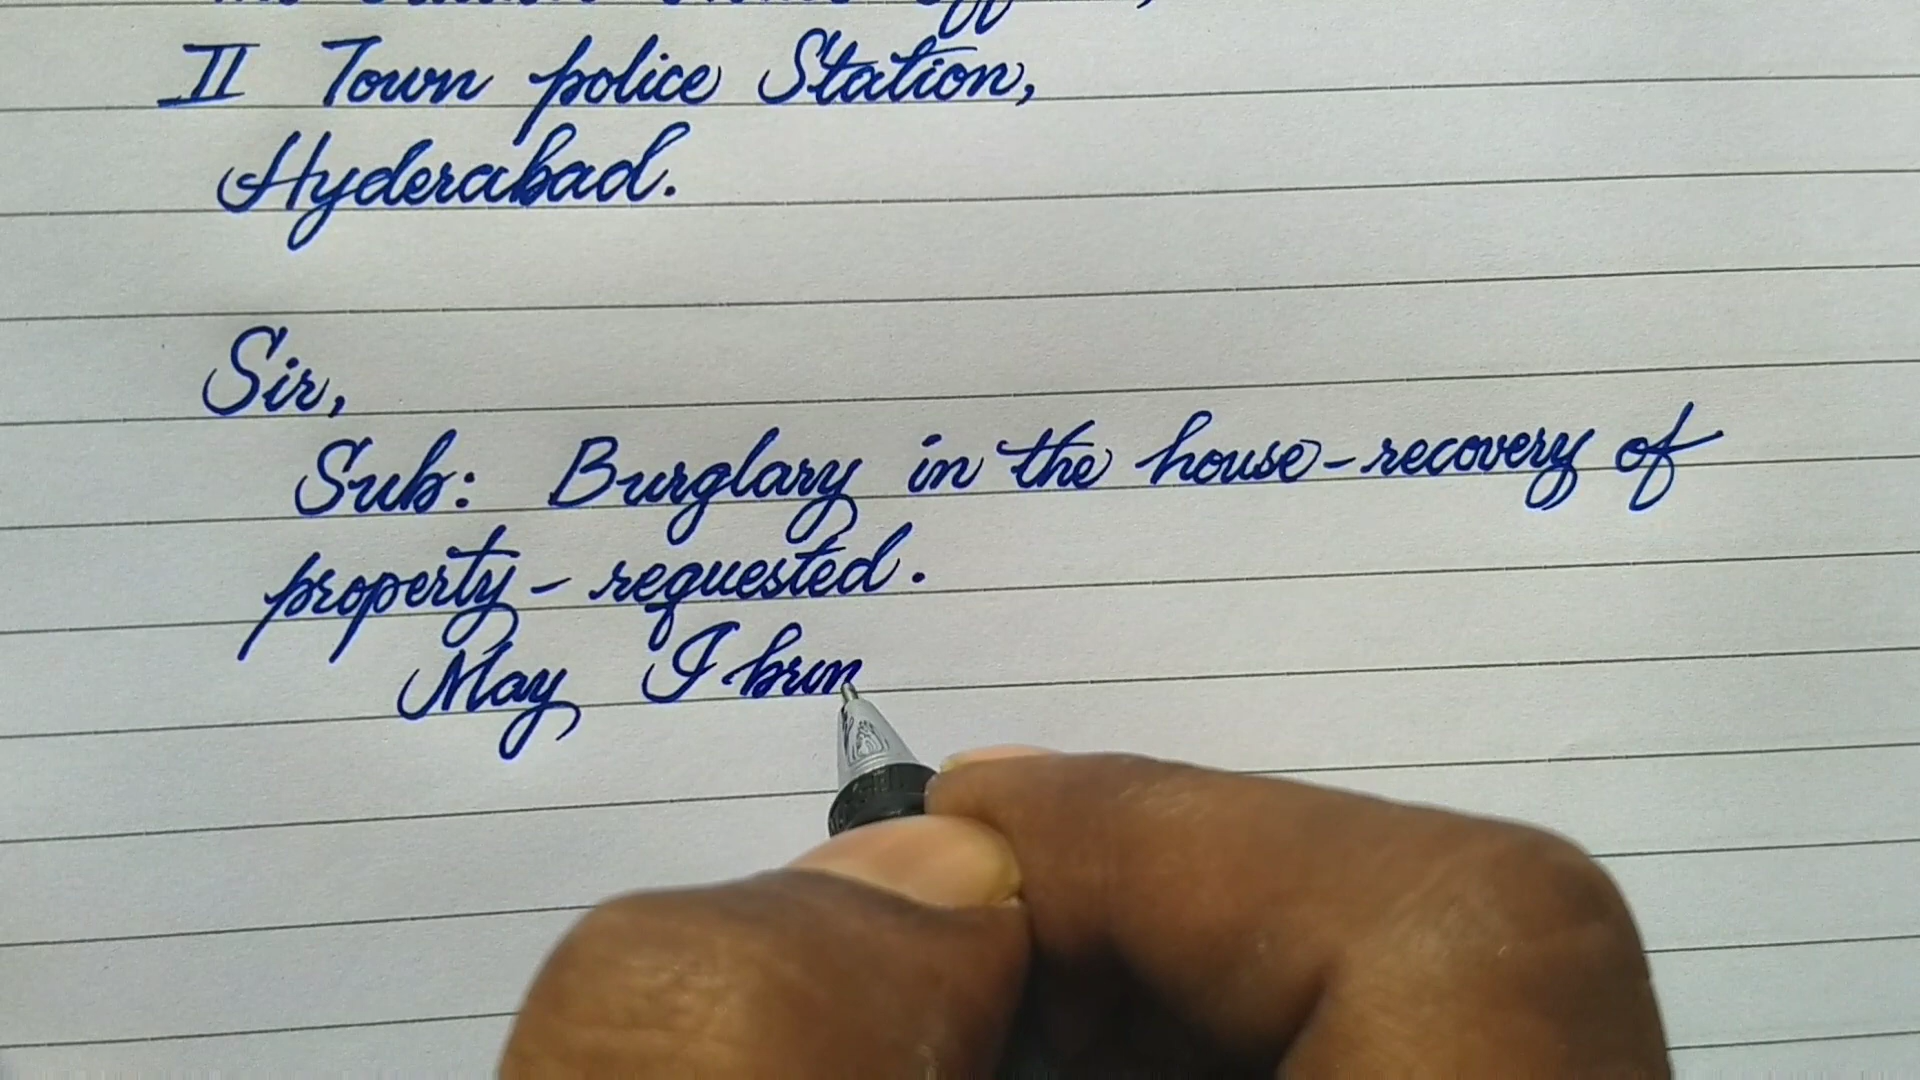 II Town police Station,
Hyderabad.
Sir,
Sub: Burglary in the house - recovery of
property - requested.
May I brin